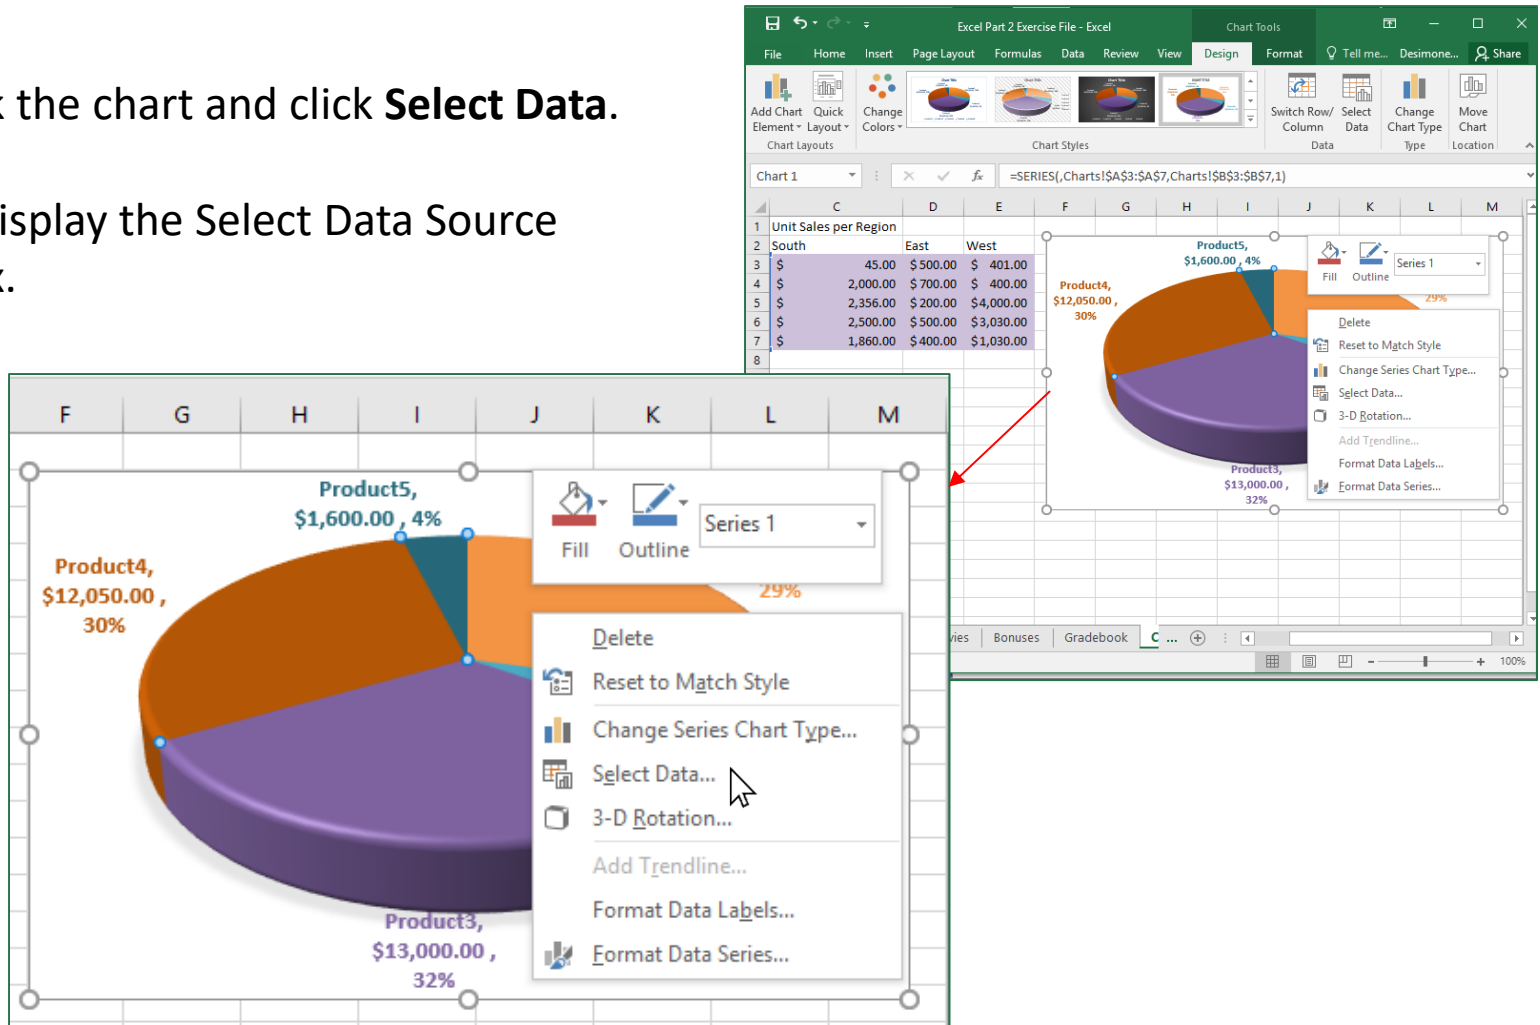 k the chart and click Select Data.
isplay the Select Data Source
x.
Excel Part 2 Exercise File - Excel
Chart Tools
File Home Insert Page Layout Formulas Data Review View Design Format Tell me... Desimone... Share
Add Chart Element Quick Layout Change Colors Switch Row/ Column Select Data Change Chart Type Move Chart
Chart Layouts Chart Styles Data Type Location
Chart 1 fx =SERIES(,Charts!$A$3:$A$7,Charts!$B$3:$B$7,1)
C D E F G H I J K L M
1 Unit Sales per Region
2 South East West
3 $ 45.00 $500.00 $ 401.00
4 $ 2,000.00 $700.00 $ 400.00
5 $ 2,356.00 $200.00 $4,000.00
6 $ 2,500.00 $500.00 $3,030.00
7 $ 1,860.00 $400.00 $1,030.00
8
Product5,
$1,600.00 , 4%
Product4,
$12,050.00 ,
30%
Fill Outline Series 1
29%
Delete
Reset to Match Style
Change Series Chart Type...
Select Data...
3-D Rotation...
Add Trendline...
Format Data Labels...
Format Data Series...
Product3,
$13,000.00 ,
32%
vies Bonuses Gradebook C ...
100%
F G H I J K L M
Product5,
$1,600.00 , 4%
Product4,
$12,050.00 ,
30%
Fill Outline Series 1
29%
Delete
Reset to Match Style
Change Series Chart Type...
Select Data...
3-D Rotation...
Add Trendline...
Format Data Labels...
Format Data Series...
Product3,
$13,000.00 ,
32%